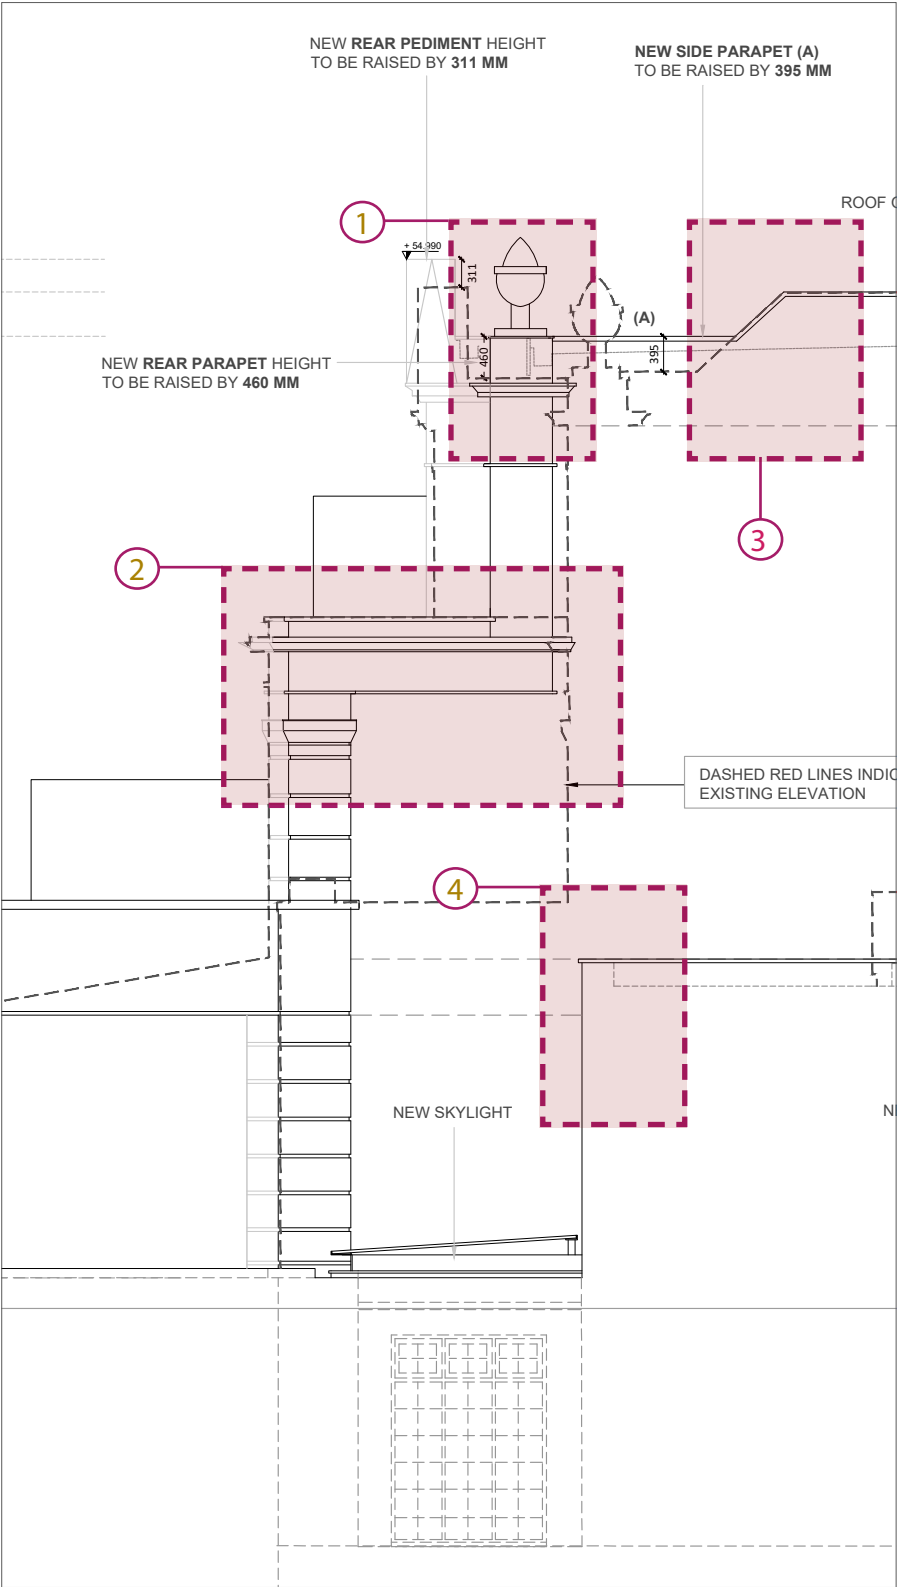 NEW REAR PEDIMENT HEIGHT
TO BE RAISED BY 311 MM
NEW SIDE PARAPET (A)
TO BE RAISED BY 395 MM
ROOF
1
+ 54.990
311
(A)
460
395
NEW REAR PARAPET HEIGHT
TO BE RAISED BY 460 MM
3
2
DASHED RED LINES INDIC
EXISTING ELEVATION
4
NEW SKYLIGHT